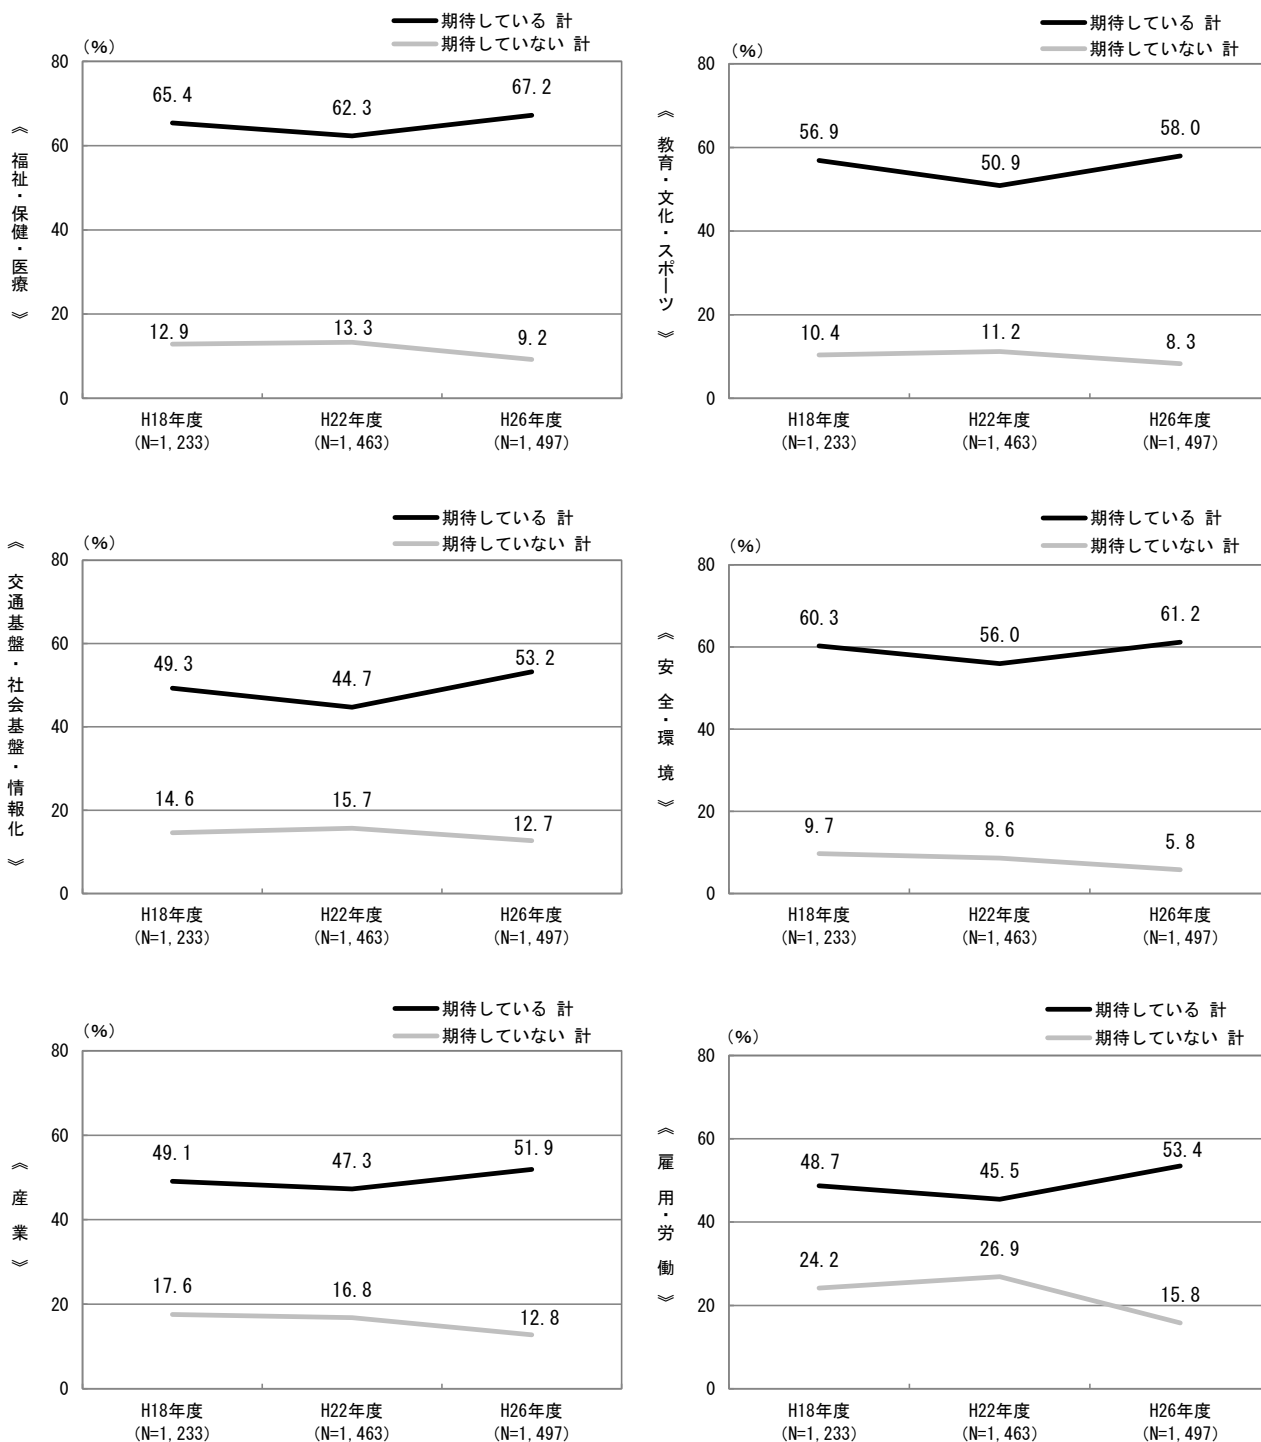 期待している 計
期待していない 計
(%)
《 福祉・保健・医療 》
80
60
40
20
0
65.4
62.3
67.2
12.9
13.3
9.2
H18年度
(N=1,233)
H22年度
(N=1,463)
H26年度
(N=1,497)
期待している 計
期待していない 計
(%)
《 教育・文化・スポーツ 》
80
60
40
20
0
56.9
50.9
58.0
10.4
11.2
8.3
H18年度
(N=1,233)
H22年度
(N=1,463)
H26年度
(N=1,497)
期待している 計
期待していない 計
(%)
《 交通基盤・社会基盤・情報化 》
80
60
40
20
0
49.3
44.7
53.2
14.6
15.7
12.7
H18年度
(N=1,233)
H22年度
(N=1,463)
H26年度
(N=1,497)
期待している 計
期待していない 計
(%)
《 安全・環境 》
80
60
40
20
0
60.3
56.0
61.2
9.7
8.6
5.8
H18年度
(N=1,233)
H22年度
(N=1,463)
H26年度
(N=1,497)
期待している 計
期待していない 計
(%)
《 産業 》
80
60
40
20
0
49.1
47.3
51.9
17.6
16.8
12.8
H18年度
(N=1,233)
H22年度
(N=1,463)
H26年度
(N=1,497)
期待している 計
期待していない 計
(%)
《 雇用・労働 》
80
60
40
20
0
48.7
45.5
53.4
24.2
26.9
15.8
H18年度
(N=1,233)
H22年度
(N=1,463)
H26年度
(N=1,497)